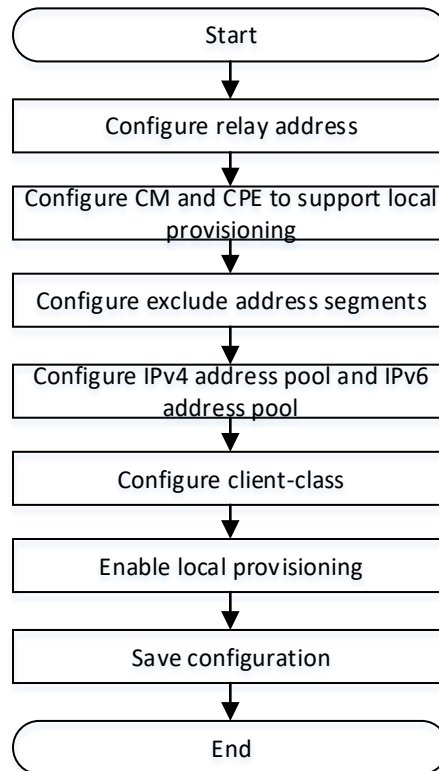 Start
Configure relay address
Configure CM and CPE to support local
provisioning
Configure exclude address segments
Configure IPv4 address pool and IPv6
address pool
Configure client-class
Enable local provisioning
Save configuration
End